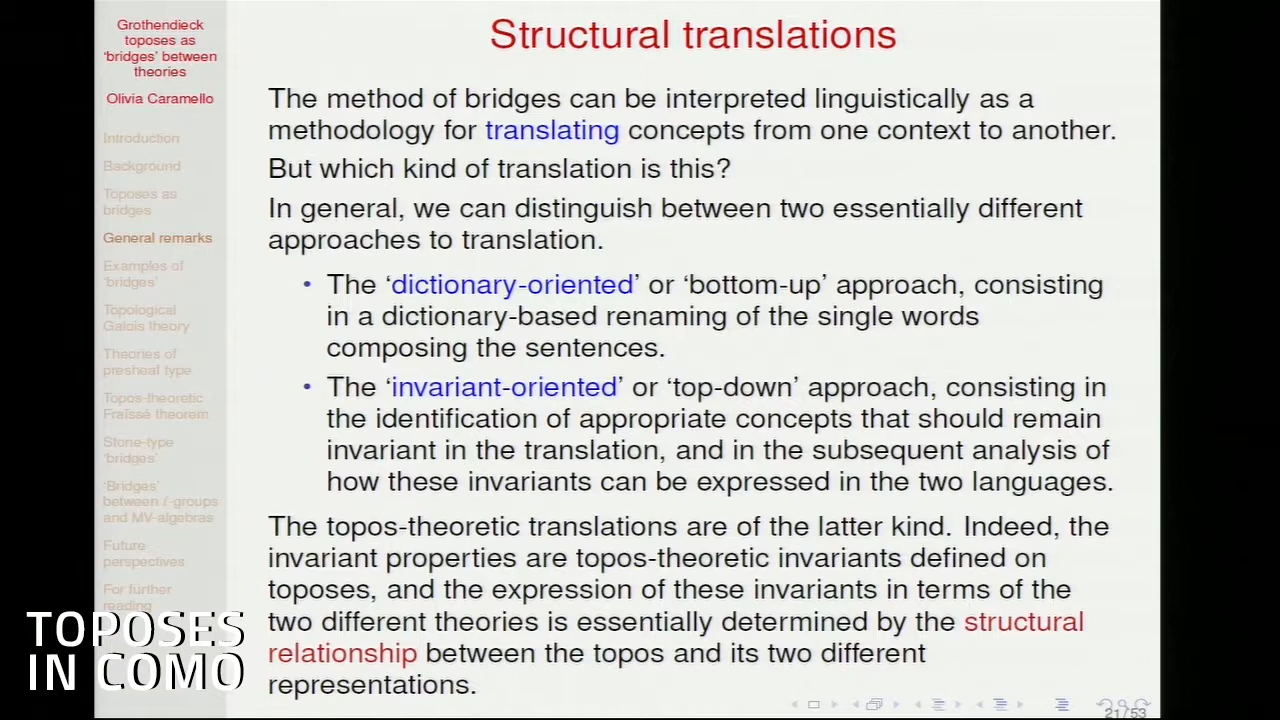 Grothendieck
toposes as
‘bridges’ between
theories
Olivia Caramello
Introduction
Background
Toposes as
bridges
General remarks
Examples of
‘bridges’
Topological
Galois theory
Theories of
presheaf type
Topos-theoretic
Fraïssé theorem
Stone-type
‘bridges’
‘Bridges’
between ℓ-groups
and MV-algebras
Future
perspectives
For further
reading
TOPOSES
IN COMO
Structural translations
The method of bridges can be interpreted linguistically as a
methodology for translating concepts from one context to another.
But which kind of translation is this?
In general, we can distinguish between two essentially different
approaches to translation.
• The ‘dictionary-oriented’ or ‘bottom-up’ approach, consisting
in a dictionary-based renaming of the single words
composing the sentences.
• The ‘invariant-oriented’ or ‘top-down’ approach, consisting in
the identification of appropriate concepts that should remain
invariant in the translation, and in the subsequent analysis of
how these invariants can be expressed in the two languages.
The topos-theoretic translations are of the latter kind. Indeed, the
invariant properties are topos-theoretic invariants defined on
toposes, and the expression of these invariants in terms of the
two different theories is essentially determined by the structural
relationship between the topos and its two different
representations.
21/53